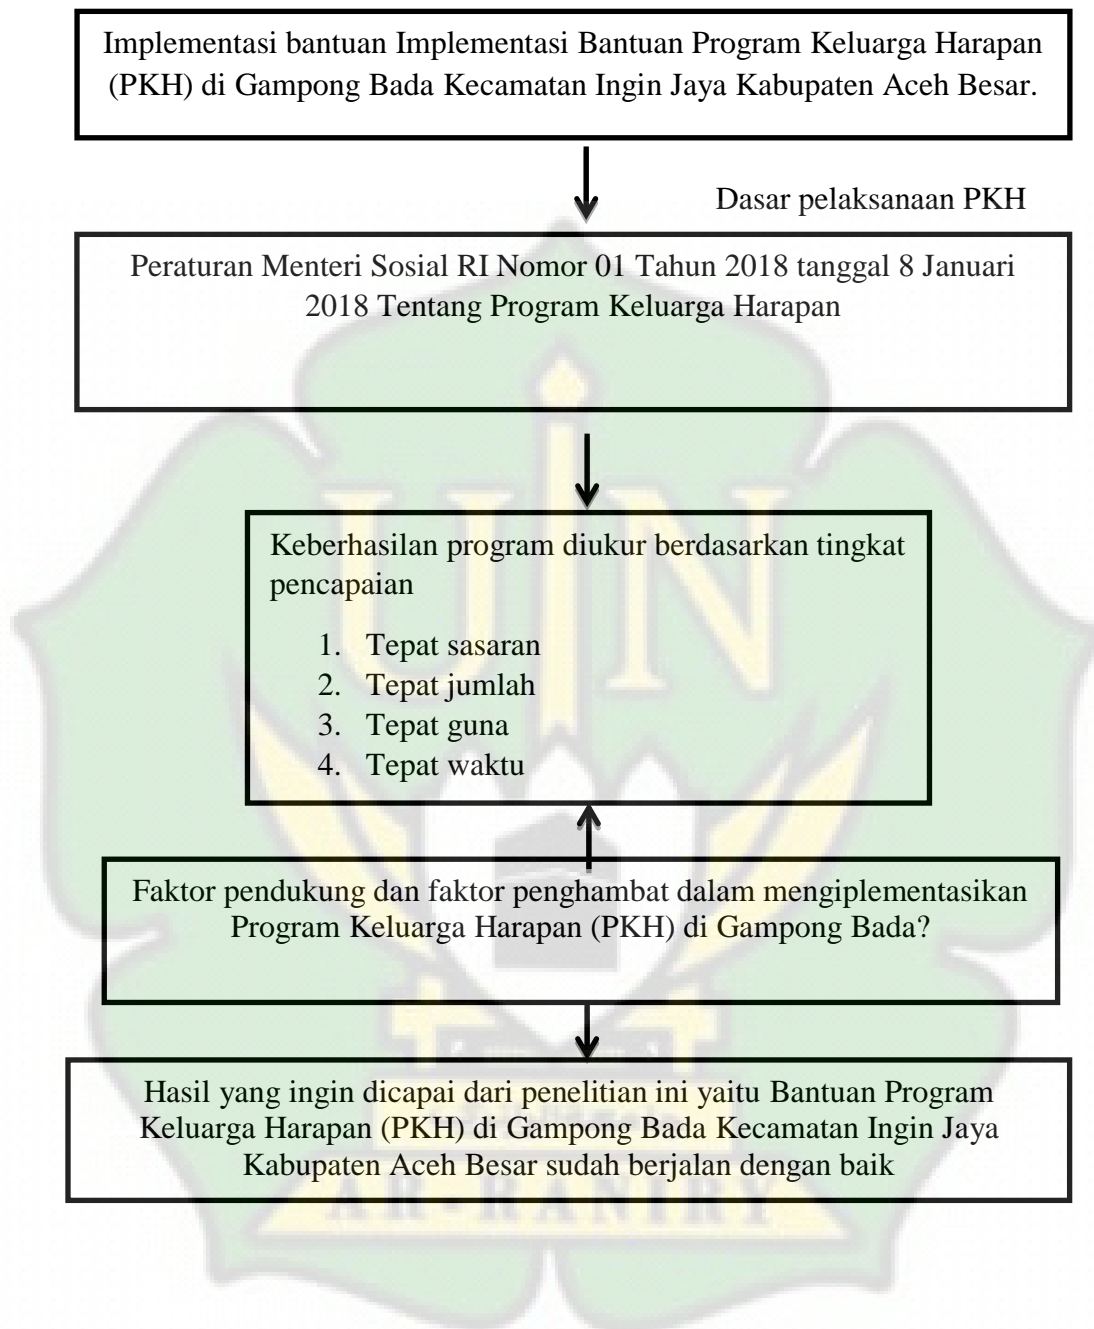 Implementasi bantuan Implementasi Bantuan Program Keluarga Harapan
(PKH) di Gampong Bada Kecamatan Ingin Jaya Kabupaten Aceh Besar.
Dasar pelaksanaan PKH
Peraturan Menteri Sosial RI Nomor 01 Tahun 2018 tanggal 8 Januari
2018 Tentang Program Keluarga Harapan
Keberhasilan program diukur berdasarkan tingkat
pencapaian
1. Tepat sasaran
2. Tepat jumlah
3. Tepat guna
4. Tepat waktu
Faktor pendukung dan faktor penghambat dalam mengiplementasikan
Program Keluarga Harapan (PKH) di Gampong Bada?
Hasil yang ingin dicapai dari penelitian ini yaitu Bantuan Program
Keluarga Harapan (PKH) di Gampong Bada Kecamatan Ingin Jaya
Kabupaten Aceh Besar sudah berjalan dengan baik
UIN
AR-RANIRY